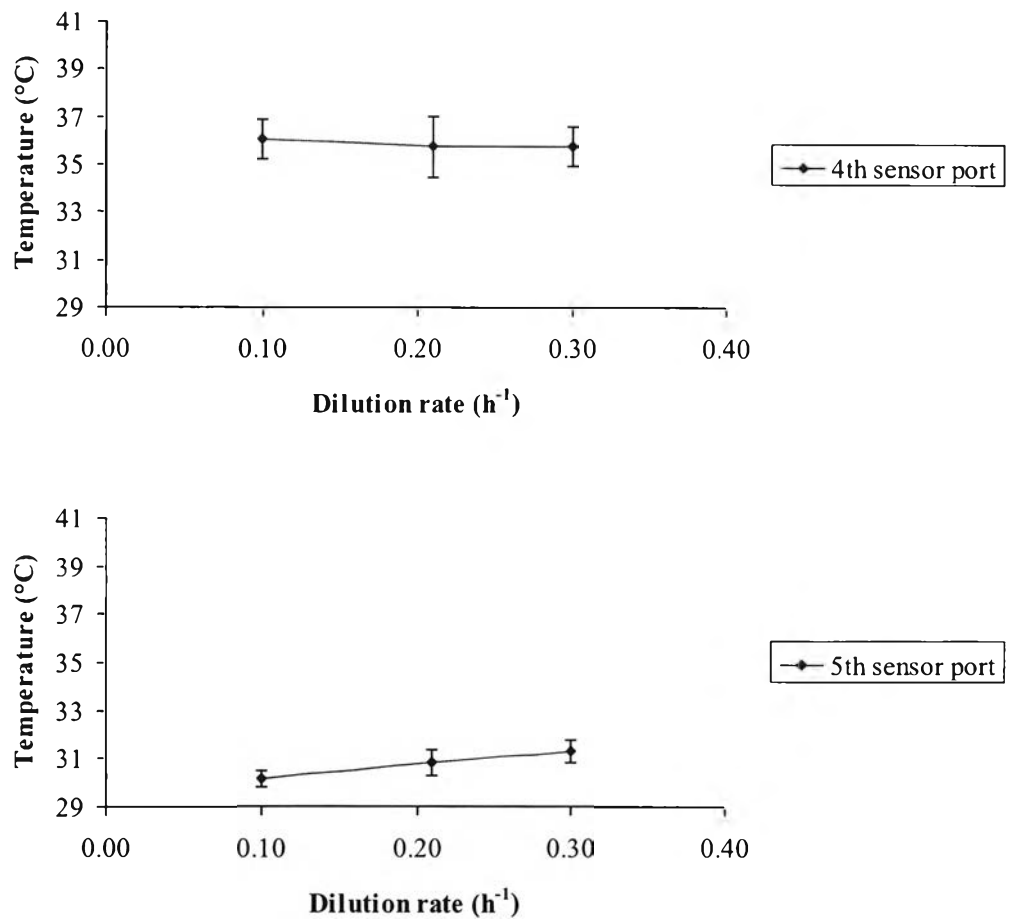 41
39
37
35
33
31
29
Temperature (°C)
0.00 0.10 0.20 0.30 0.40
Dilution rate (h⁻¹)
4th sensor port
41
39
37
35
33
31
29
Temperature (°C)
0.00 0.10 0.20 0.30 0.40
Dilution rate (h⁻¹)
5th sensor port